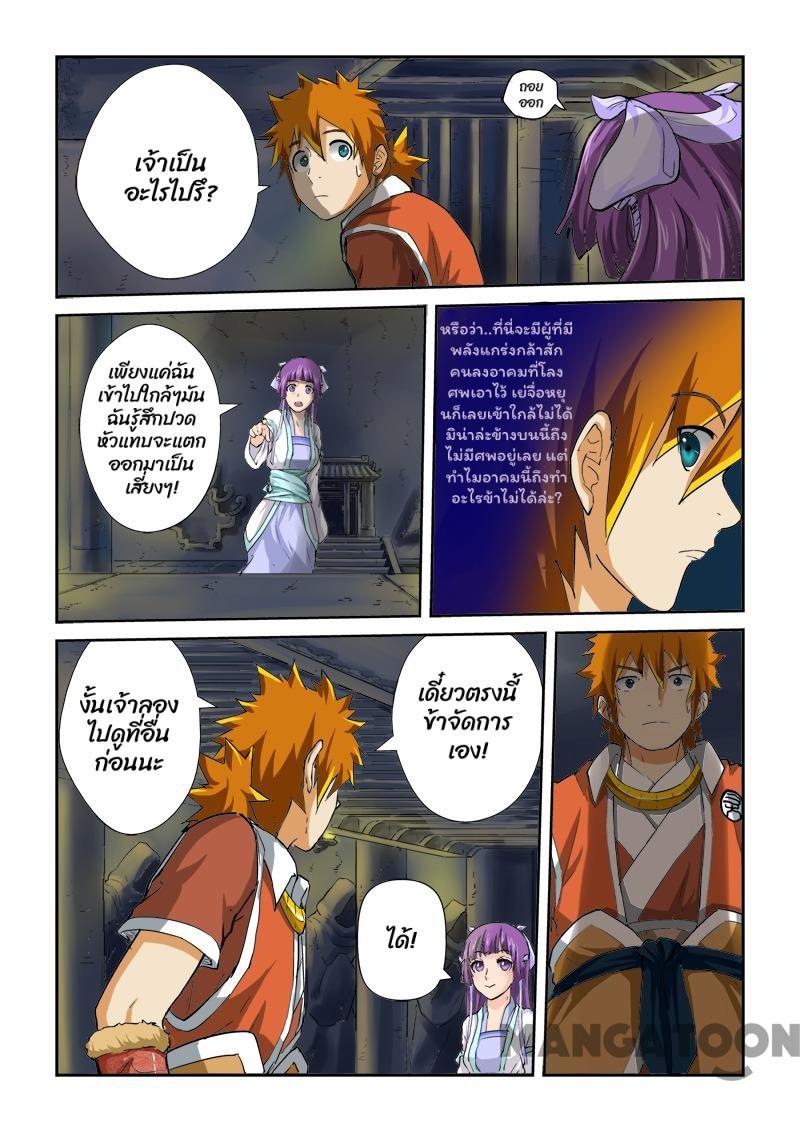 เจ้าเป็น
อะไรไปรึ?
ถอย
ออก
เพียงแค่ฉัน
เข้าไปใกล้ๆมัน
ฉันรู้สึกปวด
หัวแทบจะแตก
ออกมาเป็น
เสี่ยงๆ!
หรือว่า..ที่นี่จะมีผู้ที่มี
พลังแกร่งกล้าสัก
คนลงอาคมที่โลง
ศพเอาไว้ เย่จื่อหยุ
นก็เลยเข้าใกล้ไม่ได้
มิน่าล่ะข้างบนนี้ถึง
ไม่มีศพอยู่เลย แต่
ทำไมอาคมนี้ถึงทำ
อะไรข้าไม่ได้ล่ะ?
งั้นเจ้าลอง
ไปดูที่อื่น
ก่อนนะ
เดี๋ยวตรงนี้
ข้าจัดการ
เอง!
ได้!
MANGATOON